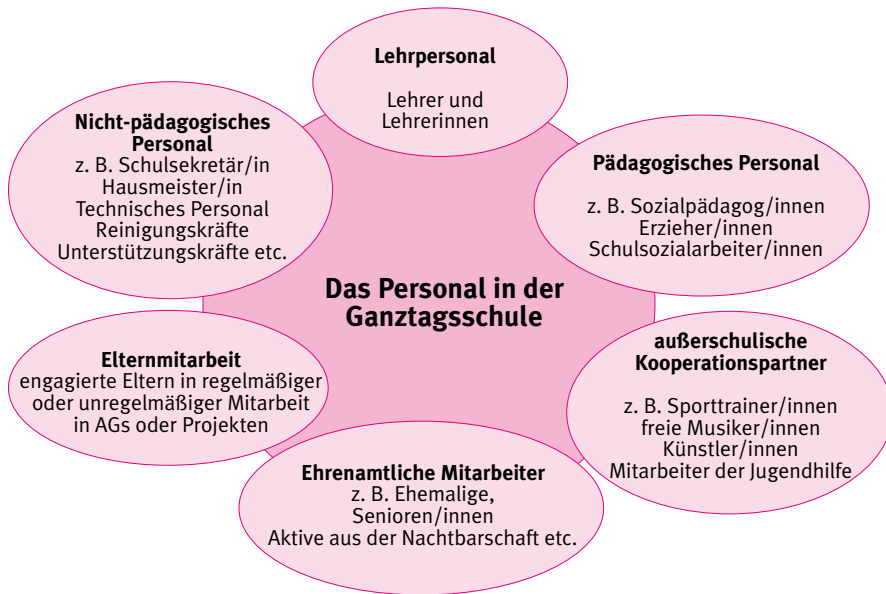 Lehrpersonal
Lehrer und
Lehrerinnen
Nicht-pädagogisches
Personal
z. B. Schulsekretär/in
Hausmeister/in
Technisches Personal
Reinigungskräfte
Unterstützungskräfte etc.
Pädagogisches Personal
z. B. Sozialpädagog/innen
Erzieher/innen
Schulsozialarbeiter/innen
Das Personal in der
Ganztagsschule
Elternmitarbeit
engagierte Eltern in regelmäßiger
oder unregelmäßiger Mitarbeit
in AGs oder Projekten
außerschulische
Kooperationspartner
z. B. Sporttrainer/innen
freie Musiker/innen
Künstler/innen
Mitarbeiter der Jugendhilfe
Ehrenamtliche Mitarbeiter
z. B. Ehemalige,
Senioren/innen
Aktive aus der Nachtbarschaft etc.